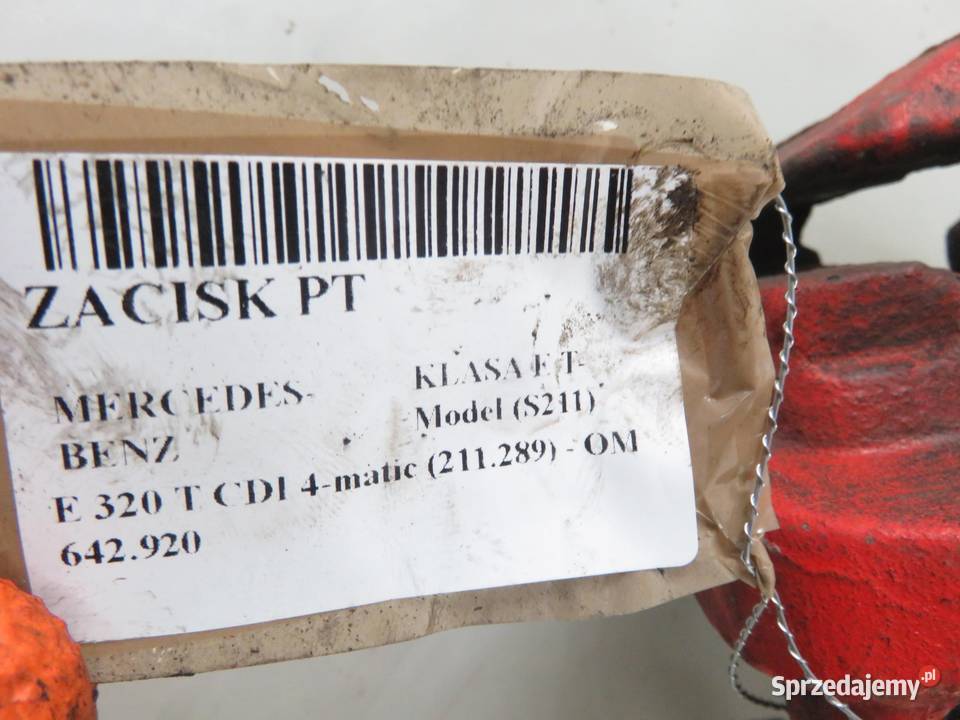 ZACISK PT
MERCEDES-
BENZ
KLASA E T-
Model (S211)
E 320 T CDI 4-matic (211.289) - OM
642.920
Sprzedajemy.pl